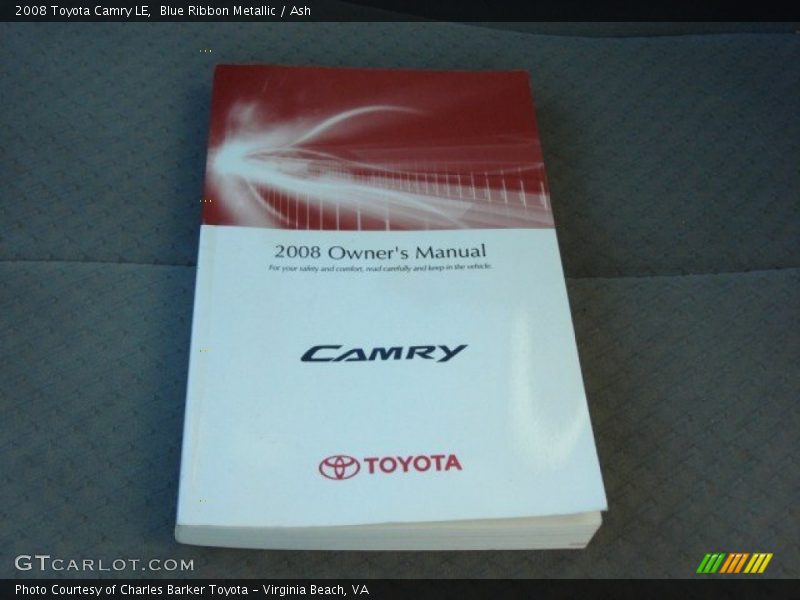 2008 Toyota Camry LE,  Blue Ribbon Metallic / Ash
2008 Owner's Manual
For your safety and comfort, read carefully and keep in the vehicle.
CAMRY
TOYOTA
GTCARLOT.COM
Photo Courtesy of Charles Barker Toyota - Virginia Beach, VA